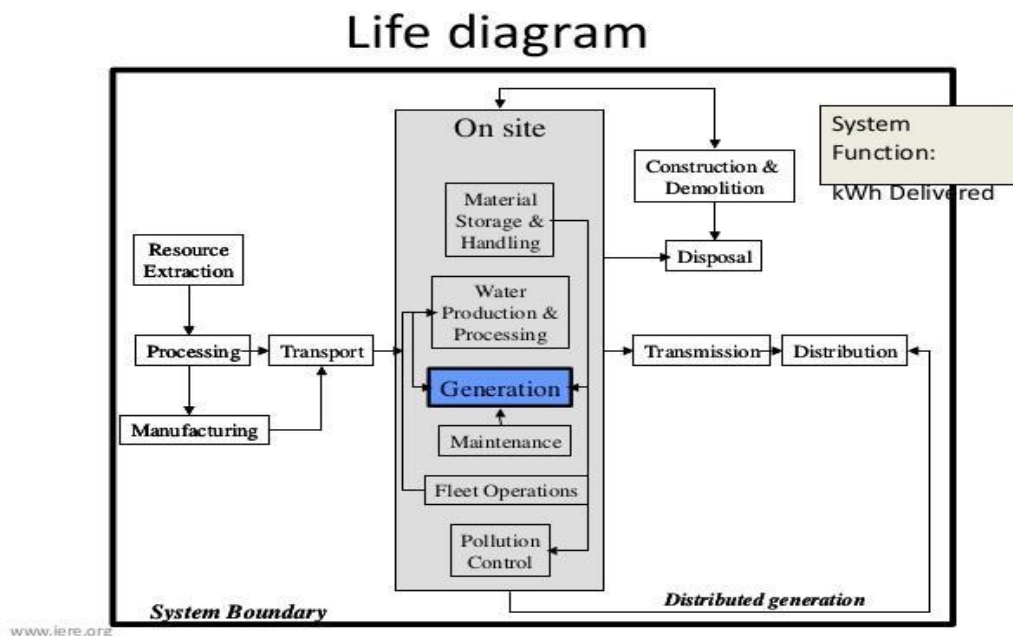 Life diagram
On site
System
Function:
kWh Delivered
Construction &
Demolition
Material
Storage &
Handling
Resource
Extraction
Disposal
Water
Production &
Processing
Processing
Transport
Transmission
Distribution
Generation
Manufacturing
Maintenance
Fleet Operations
Pollution
Control
Distributed generation
System Boundary
www.iere.org